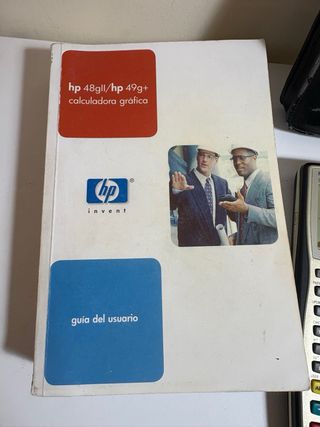 hp 48gII/hp 49g+
calculadora gráfica
hp
®
invent
guía del usuario